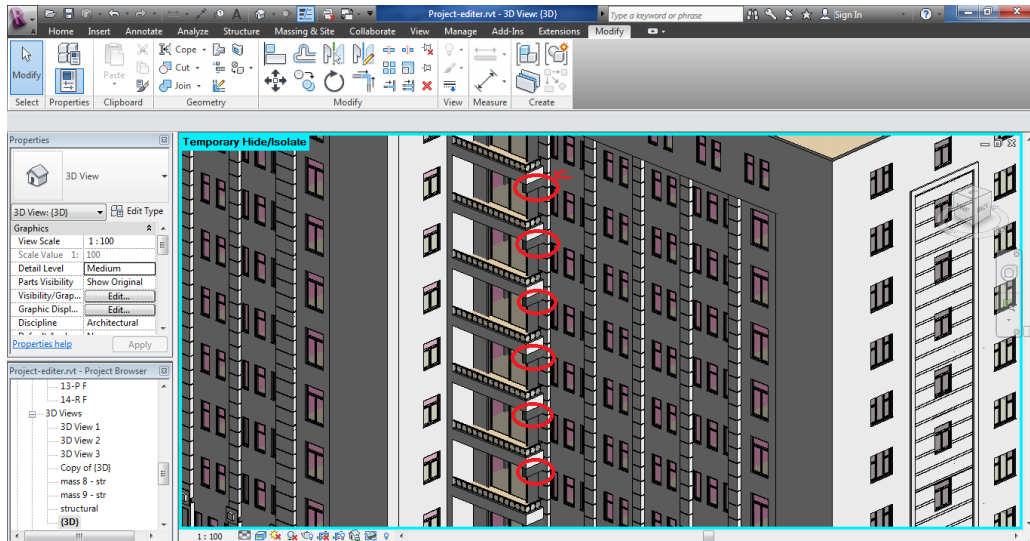 Project-editer.rvt - 3D View: {3D}
Type a keyword or phrase
Sign In
Home Insert Annotate Analyze Structure Massing & Site Collaborate View Manage Add-Ins Extensions Modify
Modify
Properties
Paste
Cope
Cut
Join
Select Properties Clipboard Geometry Modify View Measure Create
Properties
3D View
3D View: {3D} Edit Type
Graphics
View Scale 1 : 100
Scale Value 1: 100
Detail Level Medium
Parts Visibility Show Original
Visibility/Grap... Edit...
Graphic Displ... Edit...
Discipline Architectural
Properties help Apply
Project-editer.rvt - Project Browser
13-P F
14-R F
3D Views
3D View 1
3D View 2
3D View 3
Copy of {3D}
mass 8 - str
mass 9 - str
structural
{3D}
Temporary Hide/Isolate
1 : 100